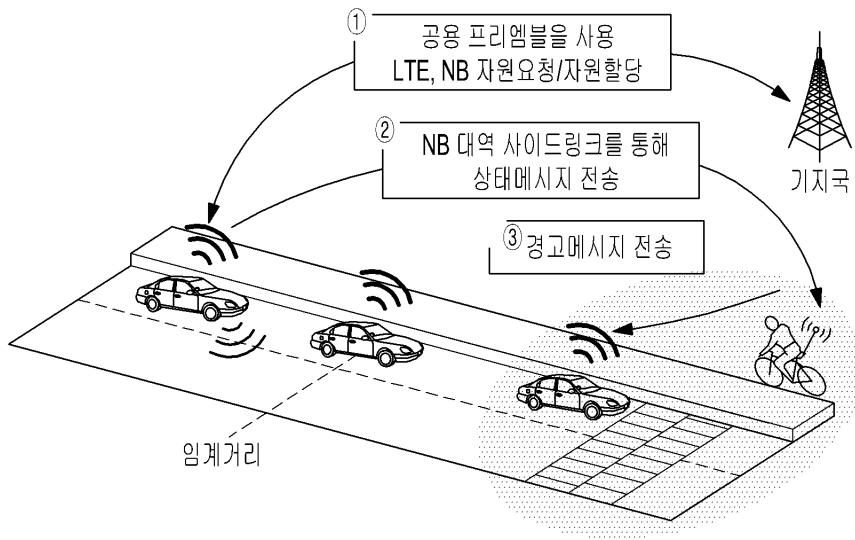 ①
공용 프리엠블을 사용
LTE, NB 자원요청/자원할당
②
NB 대역 사이드링크를 통해
상태메시지 전송
기지국
③ 경고메시지 전송
임계거리